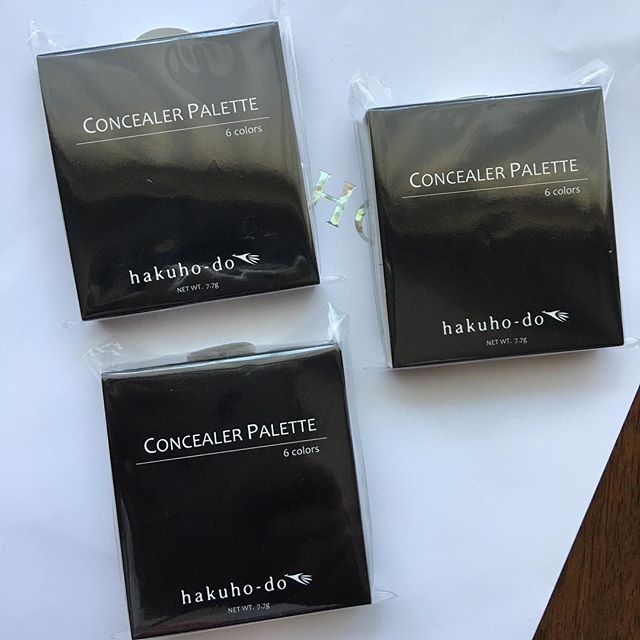 CONCEALER PALETTE
6 colors
hakuho-do
NET WT. 7.7g
CONCEALER PALETTE
6 colors
hakuho-do
NET WT. 7.7g
CONCEALER PALETTE
6 colors
hakuho-do
NET WT. 7.7g